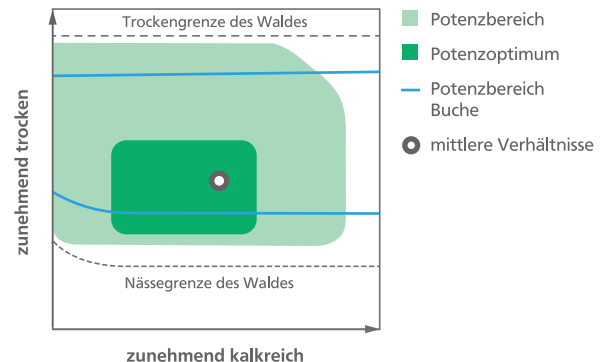 Trockengrenze des Waldes
Nässegrenze des Waldes
zunehmend trocken
zunehmend kalkreich
Potenzbereich
Potenzoptimum
Potenzbereich
Buche
mittlere Verhältnisse